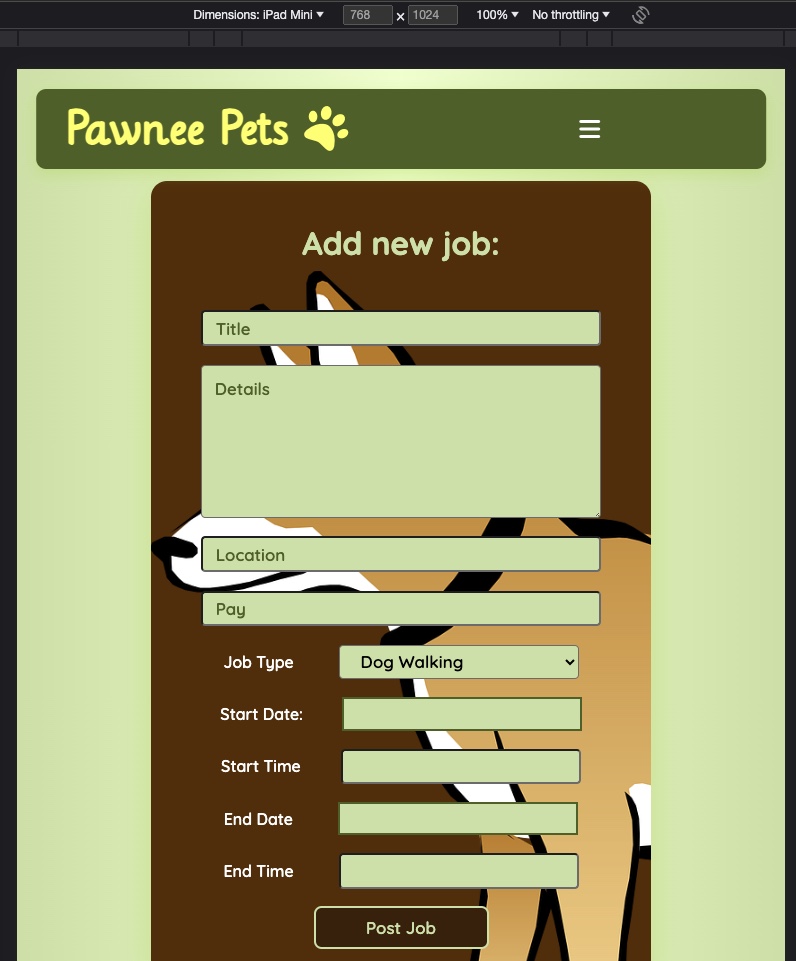 Dimensions: iPad Mini ▼ 768 × 1024 100% ▼ No throttling ▼
Pawnee Pets
Add new job:
Title
Details
Location
Pay
Job Type Dog Walking
Start Date:
Start Time
End Date
End Time
Post Job